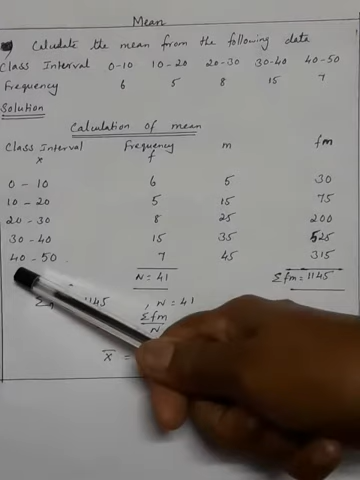 Mean
Calculate the mean from the following data
Class Interval 0-10 10-20 20-30 30-40 40-50
Frequency 6 5 8 15 7
Solution
Calculation of mean
Class Interval Frequency m fm
x f
0-10 6 5 30
10-20 5 15 75
20-30 8 25 200
30-40 15 35 525
40-50 7 45 315
N = 41 Σfm = 1145
1145, N = 41
Σfm
N
x̄ =